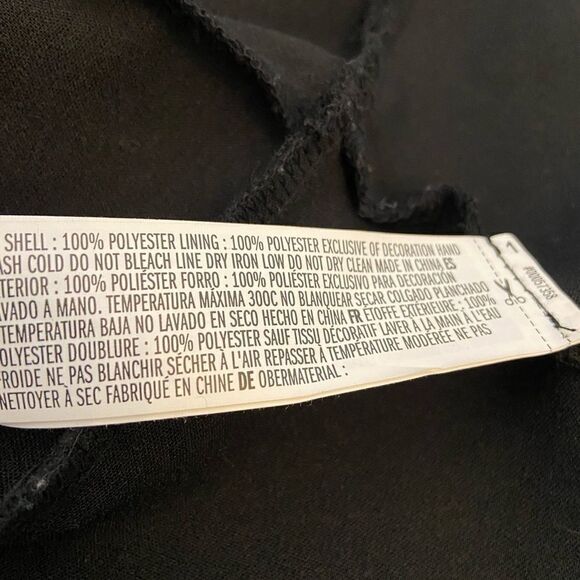 SHELL : 100% POLYESTER LINING : 100% POLYESTER EXCLUSIVE OF DECORATION HAND
ASH COLD DO NOT BLEACH LINE DRY IRON LOW DO NOT DRY CLEAN MADE IN CHINA ES
TERIOR : 100% POLIÉSTER FORRO : 100% POLIÉSTER EXCLUSIVO PARA DECORACIÓN
AVADO A MANO. TEMPERATURA MÁXIMA 300C NO BLANQUEAR SECAR COLGADO PLANCHADO
TEMPERATURA BAJA NO LAVADO EN SECO HECHO EN CHINA FR ÉTOFFE EXTÉRIEURE : 100%
POLYESTER DOUBLURE : 100% POLYESTER SAUF TISSU DÉCORATIF LAVER À LA MAIN À L'EAU
FROIDE NE PAS BLANCHIR SÉCHER À L'AIR REPASSER À TEMPÉRATURE MODÉRÉE NE PAS
NETTOYER À SEC FABRIQUÉ EN CHINE DE OBERMATERIAL :
1